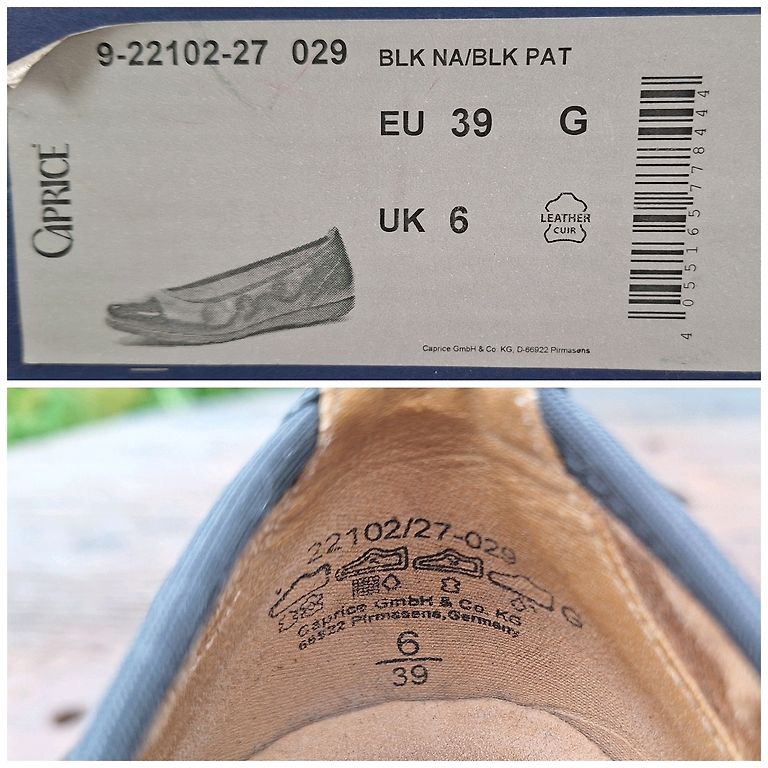 9-22102-27 029 BLK NA/BLK PAT
EU 39 G
CAPRICE
UK 6
LEATHER
CUIR
4 055165 778444
Caprice GmbH & Co. KG, D-66922 Pirmasens
22102/27-029
G
Caprice GmbH & Co. KG
66922 Pirmasens, Germany
6
39